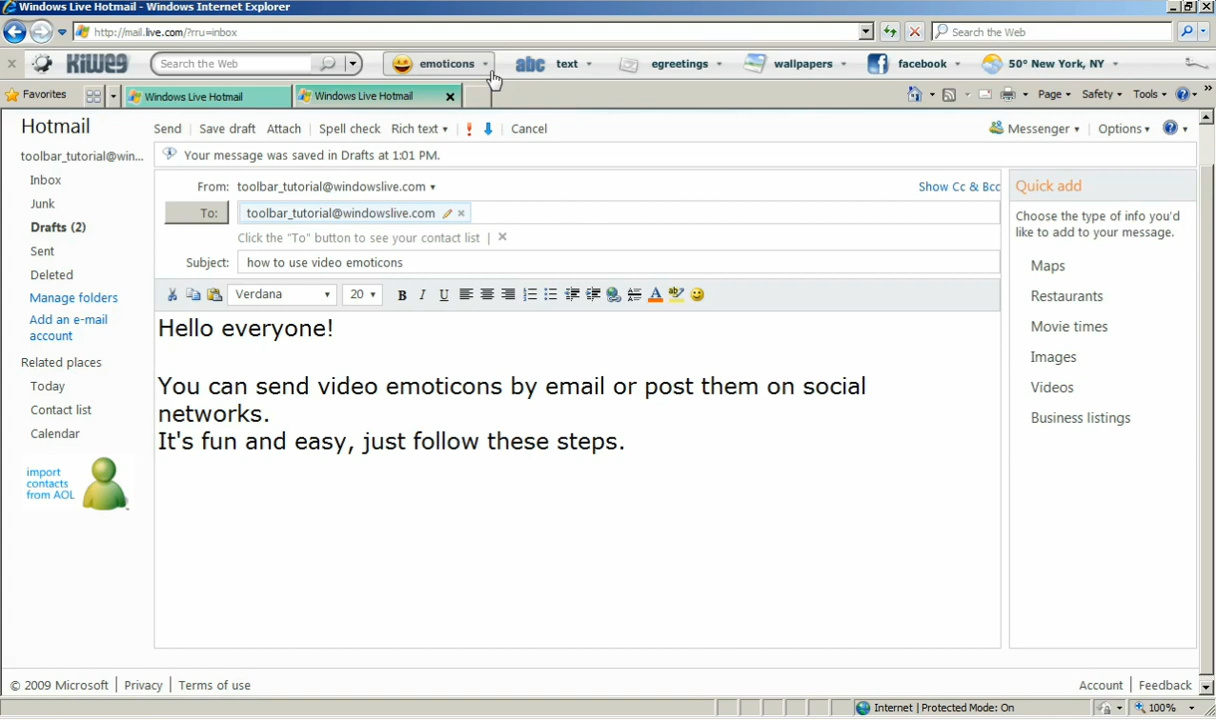 Windows Live Hotmail - Windows Internet Explorer
http://mail.live.com/?rru=inbox
Search the Web
KiWEG
Search the Web
emoticons
abc text
egreetings
wallpapers
facebook
50° New York, NY
Favorites
Windows Live Hotmail
Windows Live Hotmail
Page
Safety
Tools
Hotmail
Send
Save draft
Attach
Spell check
Rich text
Cancel
Messenger
Options
toolbar_tutorial@win...
Your message was saved in Drafts at 1:01 PM.
Inbox
Junk
Drafts (2)
Sent
Deleted
Manage folders
Add an e-mail
account
Related places
Today
Contact list
Calendar
import
contacts
from AOL
From: toolbar_tutorial@windowslive.com
Show Cc & Bcc
To: toolbar_tutorial@windowslive.com
Click the "To" button to see your contact list
Subject: how to use video emoticons
Verdana
20
B I U
Hello everyone!
You can send video emoticons by email or post them on social
networks.
It's fun and easy, just follow these steps.
Quick add
Choose the type of info you'd
like to add to your message.
Maps
Restaurants
Movie times
Images
Videos
Business listings
© 2009 Microsoft
Privacy
Terms of use
Account
Feedback
Internet | Protected Mode: On
100%